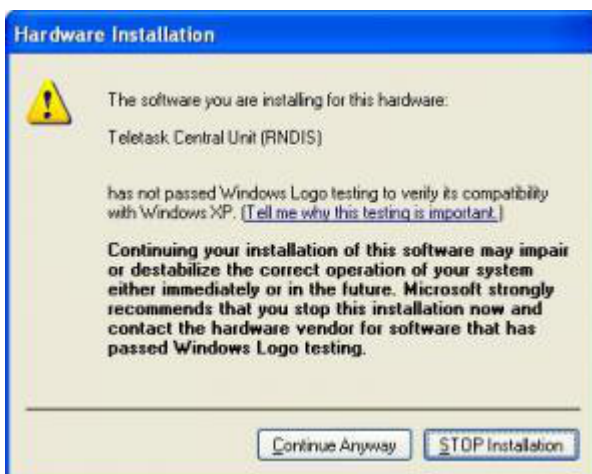 Hardware Installation
The software you are installing for this hardware:
Teletask Central Unit (RNDIS)
has not passed Windows Logo testing to verify its compatibility
with Windows XP. (Tell me why this testing is important.)
Continuing your installation of this software may impair
or destabilize the correct operation of your system
either immediately or in the future. Microsoft strongly
recommends that you stop this installation now and
contact the hardware vendor for software that has
passed Windows Logo testing.
Continue Anyway
STOP Installation